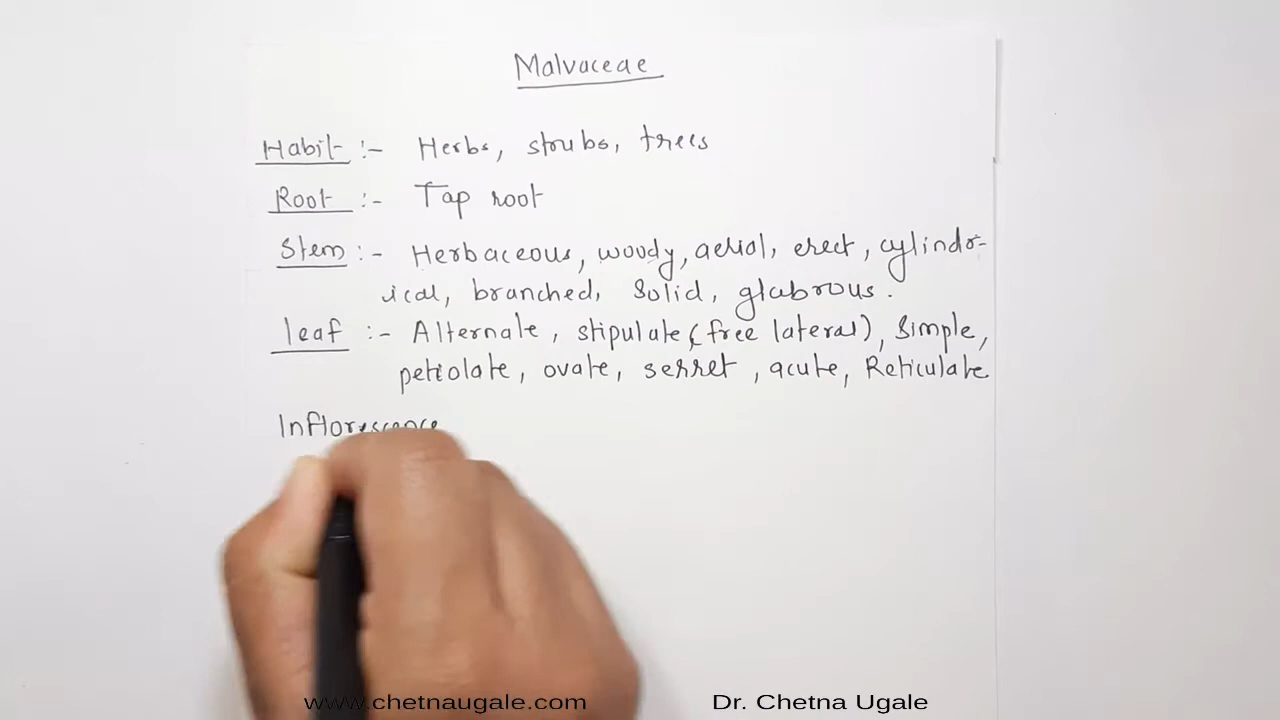 Malvaceae
Habit :- Herbs, strubs, trees
Root :- Tap root
Stem :- Herbaceous, woody, aerial, erect, cylindr-
ical, branched, Solid, glabrous.
leaf :- Alternate, stipulate (free lateral), Simple,
petiolate, ovate, serret, acute, Reticulate
Inflorescence
www.chetnaugale.com Dr. Chetna Ugale